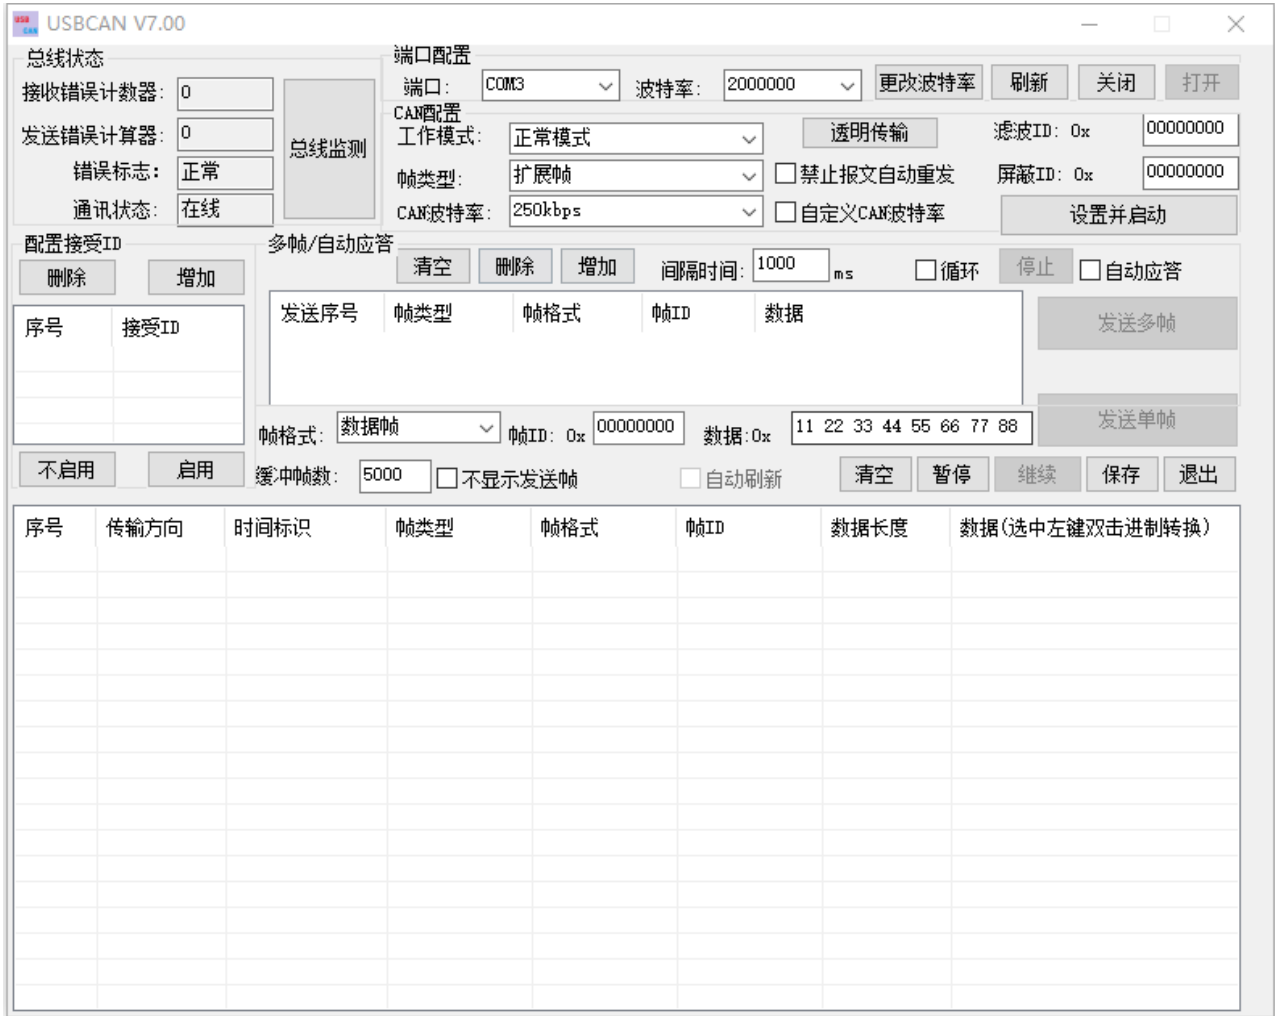 USB CAN USBCAN V7.00
总线状态
接收错误计数器: 0
发送错误计算器: 0
错误标志: 正常
通讯状态: 在线
总线监测
端口配置
端口: COM3 波特率: 2000000 更改波特率 刷新 关闭 打开
CAN配置
工作模式: 正常模式 透明传输 滤波ID: 0x 00000000
帧类型: 扩展帧 禁止报文自动重发 屏蔽ID: 0x 00000000
CAN波特率: 250kbps 自定义CAN波特率 设置并启动
配置接受ID
删除 增加
序号 接受ID
不启用 启用
多帧/自动应答
清空 删除 增加 间隔时间: 1000 ms 循环 停止 自动应答
发送序号 帧类型 帧格式 帧ID 数据
发送多帧
帧格式: 数据帧 帧ID: 0x 00000000 数据:0x 11 22 33 44 55 66 77 88 发送单帧
缓冲帧数: 5000 不显示发送帧 自动刷新 清空 暂停 继续 保存 退出
序号 传输方向 时间标识 帧类型 帧格式 帧ID 数据长度 数据(选中左键双击进制转换)